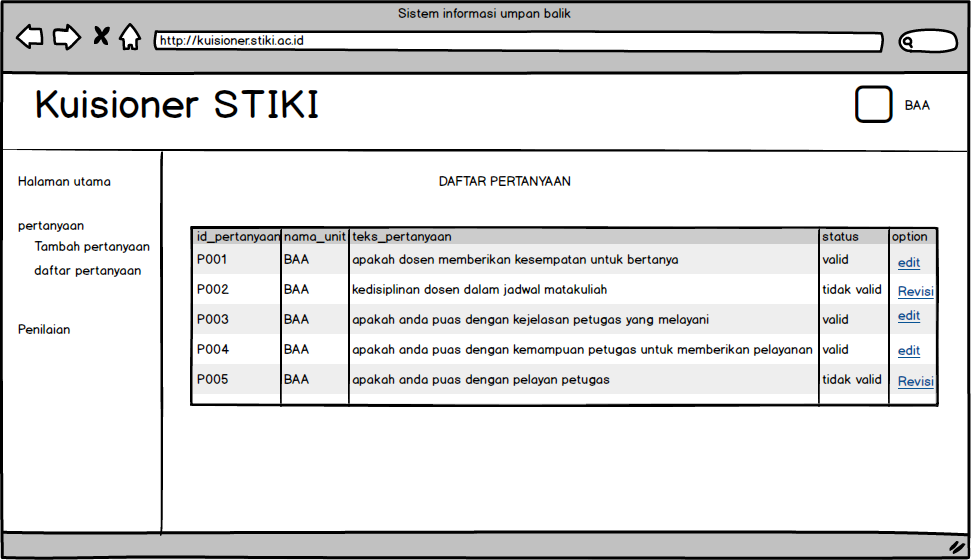 Sistem informasi umpan balik
http://kuisioner.stiki.ac.id
Kuisioner STIKI
BAA
Halaman utama
pertanyaan
Tambah pertanyaan
daftar pertanyaan
Penilaian
DAFTAR PERTANYAAN
id_pertanyaan nama_unit teks_pertanyaan status option
P001 BAA apakah dosen memberikan kesempatan untuk bertanya valid edit
P002 BAA kedisiplinan dosen dalam jadwal matakuliah tidak valid Revisi
P003 BAA apakah anda puas dengan kejelasan petugas yang melayani valid edit
P004 BAA apakah anda puas dengan kemampuan petugas untuk memberikan pelayanan valid edit
P005 BAA apakah anda puas dengan pelayan petugas tidak valid Revisi